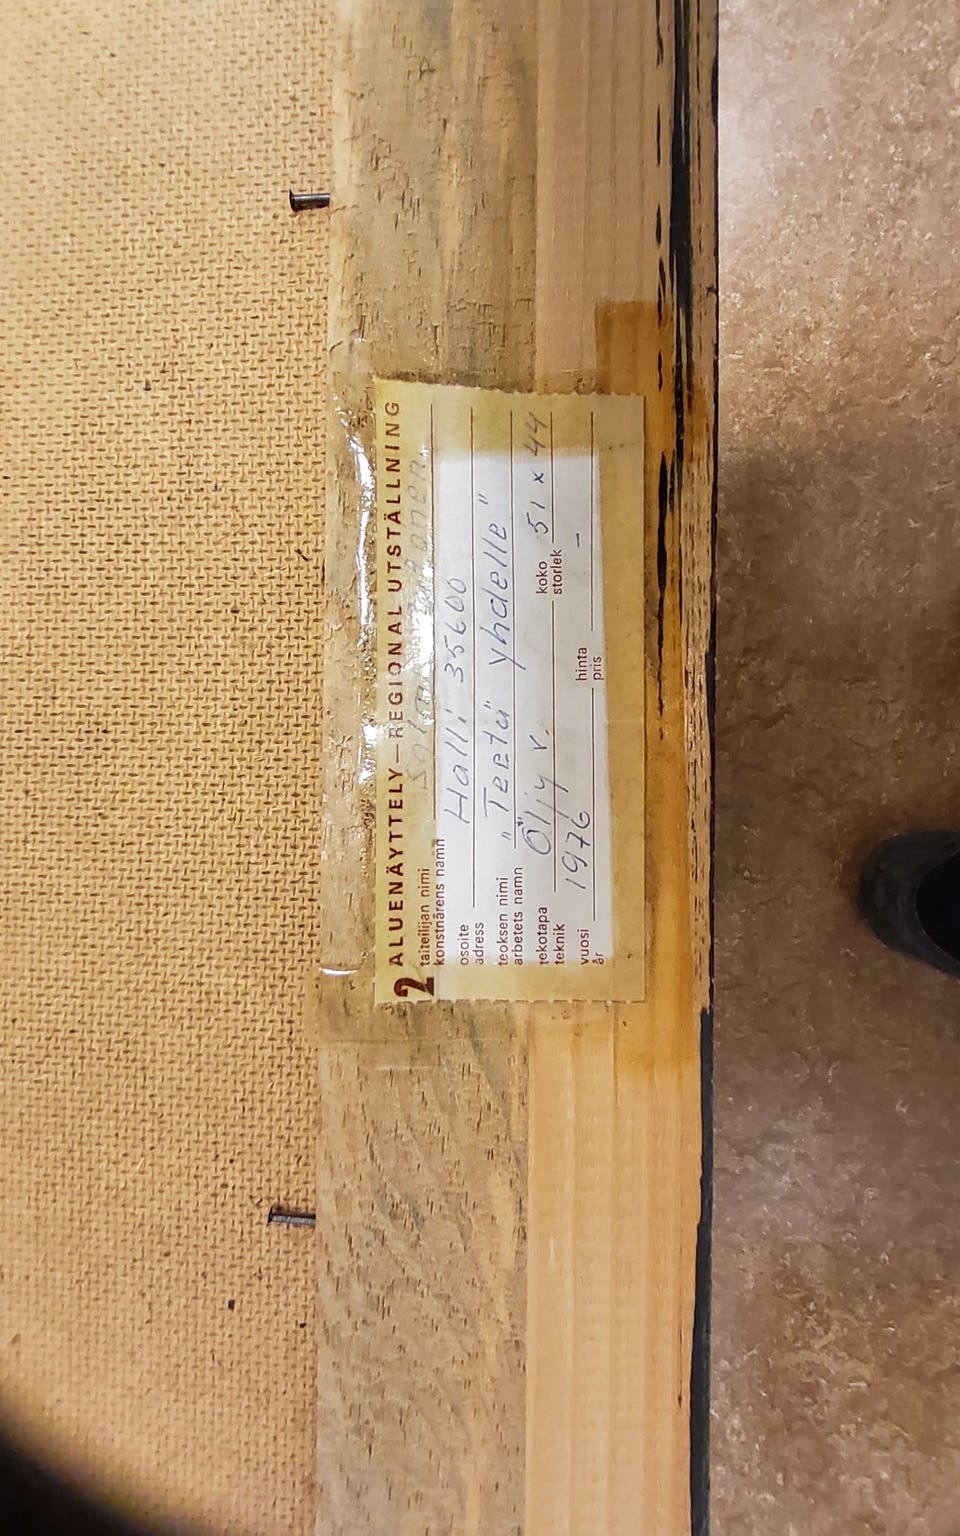 2 ALUENÄYTTELY — REGIONAL UTSTÄLLNING
taiteilijan nimi
konstnärens namn
osoite Halli 35600
adress
teoksen nimi "Teetä yhdelle"
arbetets namn
tekotapa Öljy v. koko 51 x 44
teknik storlek
vuosi 1976 hinta –
år pris